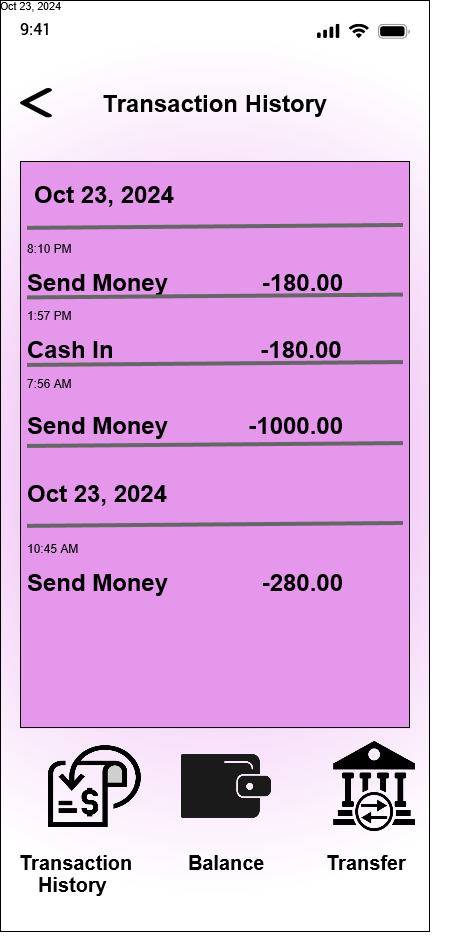 Oct 23, 2024
9:41
Transaction History
Oct 23, 2024
8:10 PM
Send Money -180.00
1:57 PM
Cash In -180.00
7:56 AM
Send Money -1000.00
Oct 23, 2024
10:45 AM
Send Money -280.00
$
Transaction
History
Balance
Transfer